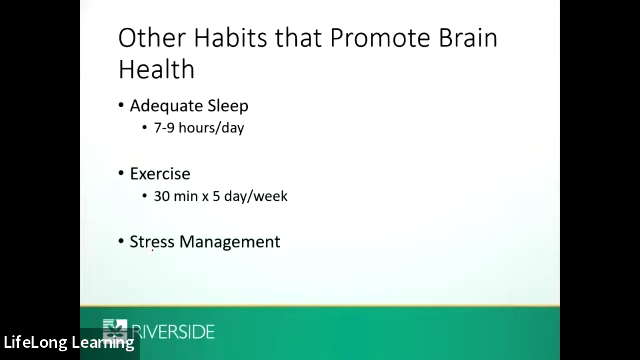 Other Habits that Promote Brain
Health
• Adequate Sleep
• 7-9 hours/day
• Exercise
• 30 min x 5 day/week
• Stress Management
RIVERSIDE
LifeLong Learning